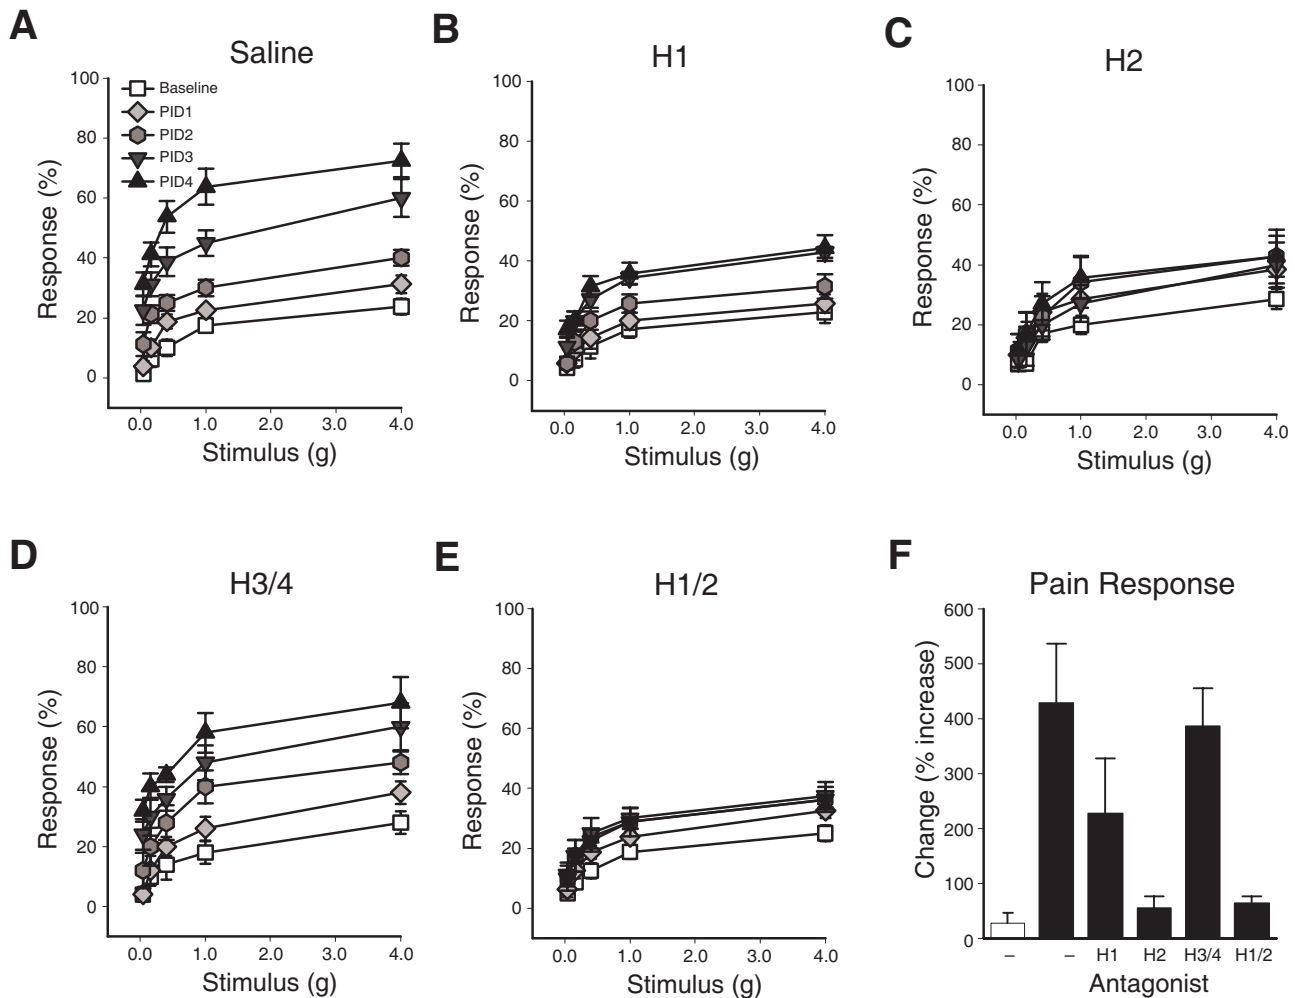 A
Saline
100
80
60
40
20
0
Response (%)
Baseline
PID1
PID2
PID3
PID4
0.0 1.0 2.0 3.0 4.0
Stimulus (g)
B
H1
100
80
60
40
20
0
Response (%)
0.0 1.0 2.0 3.0 4.0
Stimulus (g)
C
H2
100
80
60
40
20
0
Response (%)
0.0 1.0 2.0 3.0 4.0
Stimulus (g)
D
H3/4
100
80
60
40
20
0
Response (%)
0.0 1.0 2.0 3.0 4.0
Stimulus (g)
E
H1/2
100
80
60
40
20
0
Response (%)
0.0 1.0 2.0 3.0 4.0
Stimulus (g)
F
Pain Response
600
500
400
300
200
100
0
Change (% increase)
– – H1 H2 H3/4 H1/2
Antagonist